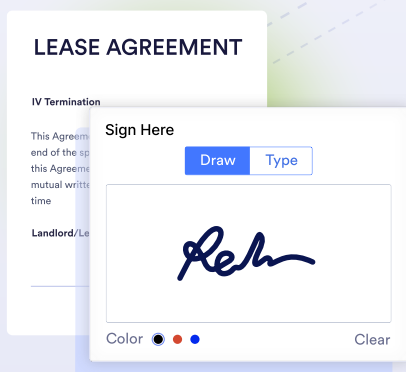 LEASE AGREEMENT
IV Termination
This Agreeme
end of the sp
this Agreeme
mutual writte
time
Landlord/Le
Sign Here
Draw
Type
Color
Clear